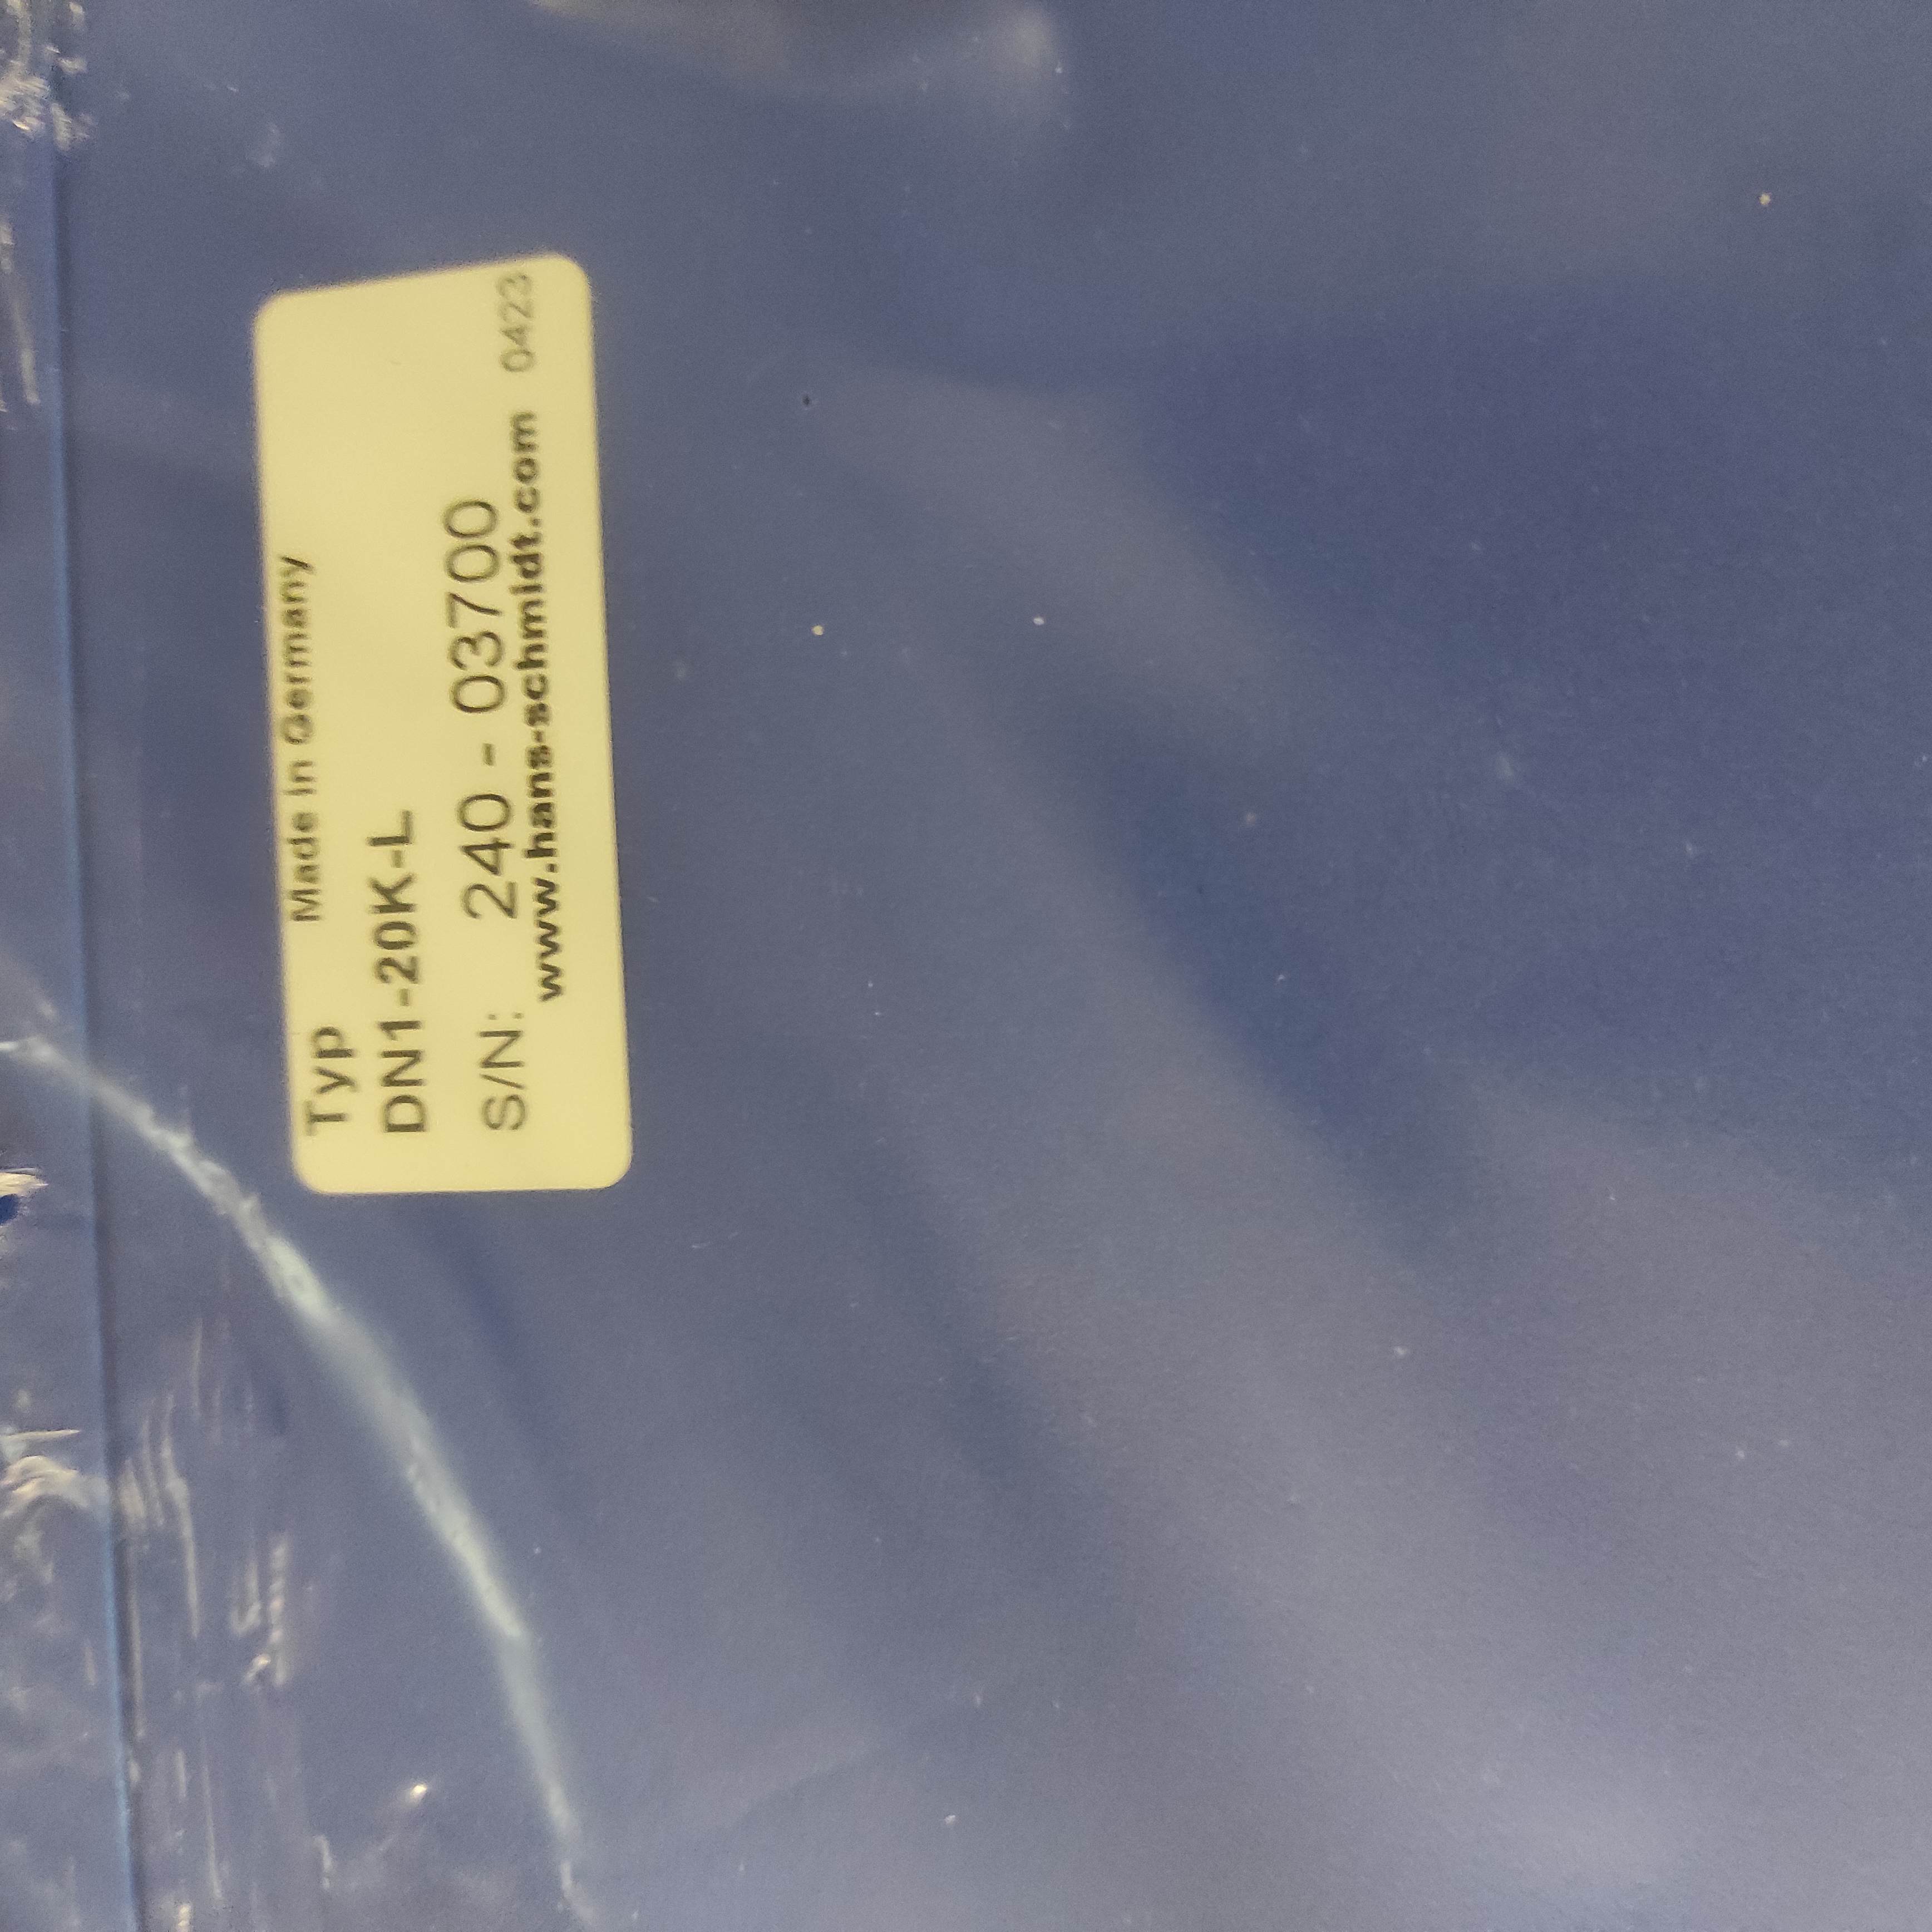 Typ Made in Germany
DN1-20K-L
S/N: 240 - 03700
www.hans-schmidt.com 0423